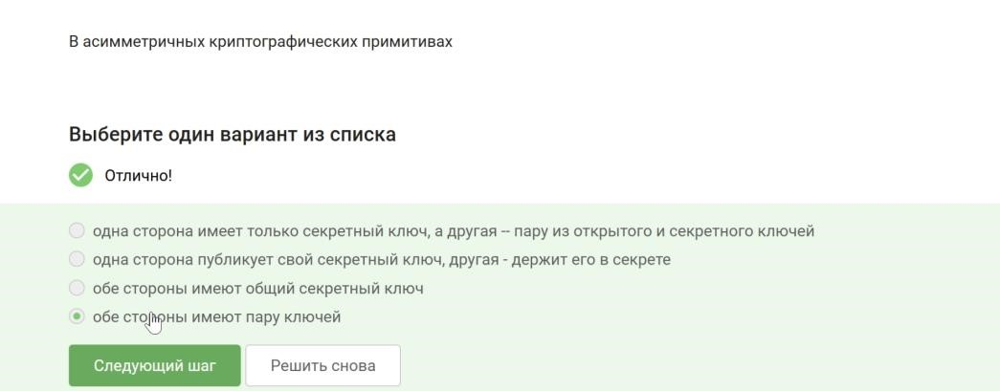 В асимметричных криптографических примитивах
Выберите один вариант из списка
Отлично!
одна сторона имеет только секретный ключ, а другая -- пару из открытого и секретного ключей
одна сторона публикует свой секретный ключ, другая - держит его в секрете
обе стороны имеют общий секретный ключ
обе стороны имеют пару ключей
Следующий шаг
Решить снова